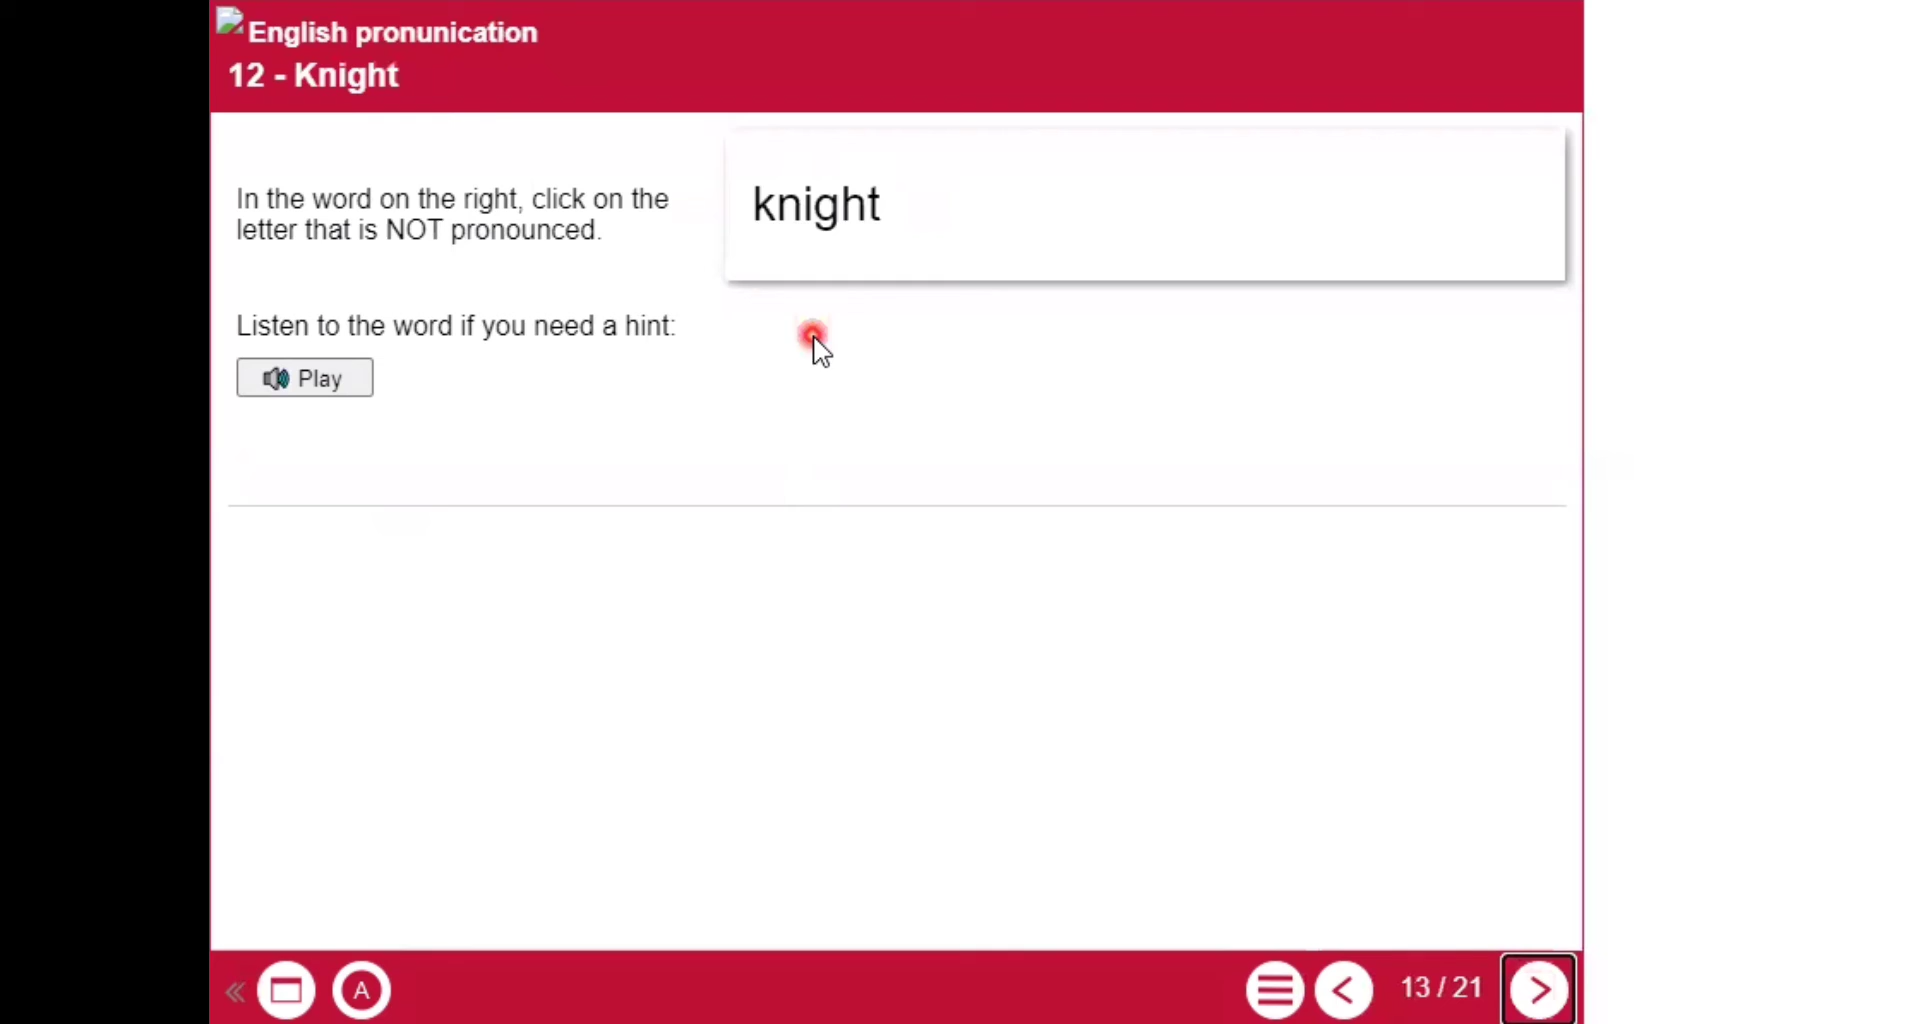 English pronunication
12 - Knight
In the word on the right, click on the
letter that is NOT pronounced.
knight
Listen to the word if you need a hint:
Play
«
A
13 / 21